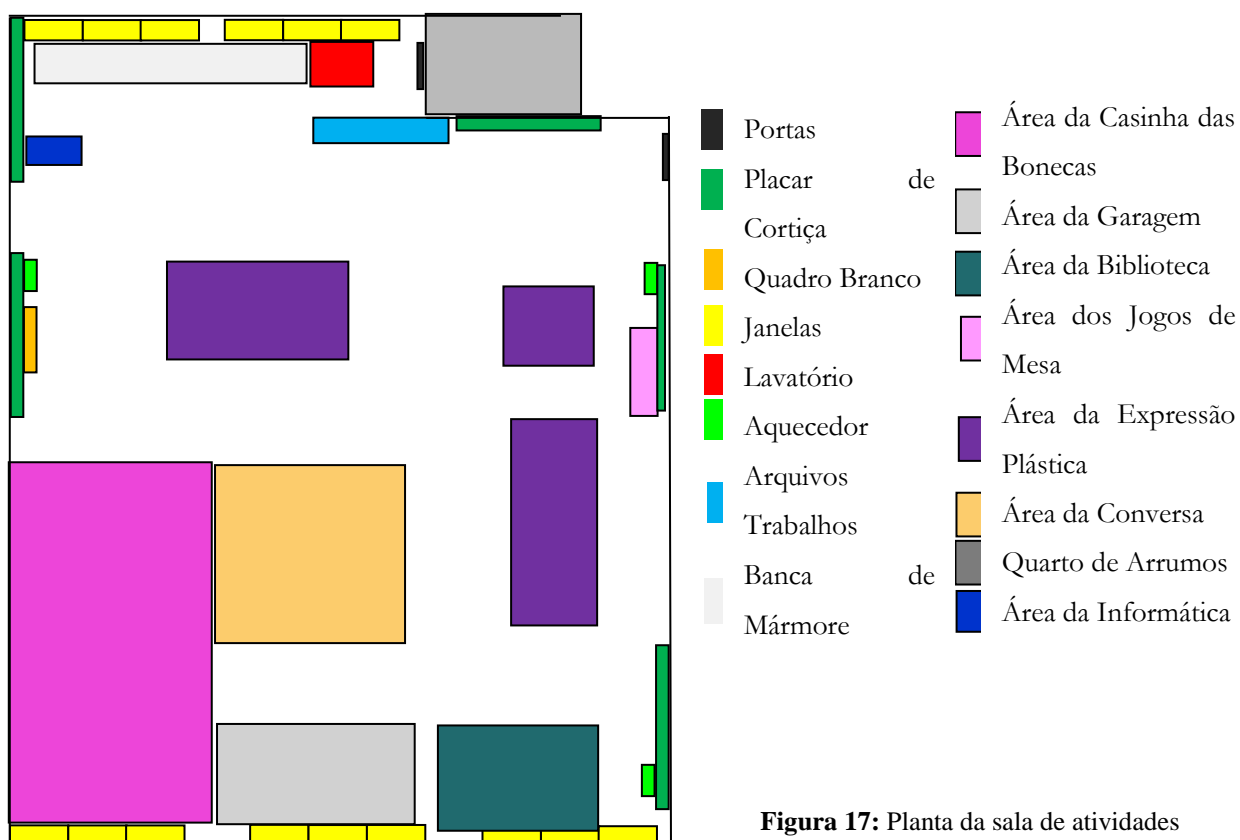 Portas
Placar de
Cortiça
Quadro Branco
Janelas
Lavatório
Aquecedor
Arquivos
Trabalhos
Banca de
Mármore
Área da Casinha das
Bonecas
Área da Garagem
Área da Biblioteca
Área dos Jogos de
Mesa
Área da Expressão
Plástica
Área da Conversa
Quarto de Arrumos
Área da Informática
Figura 17: Planta da sala de atividades